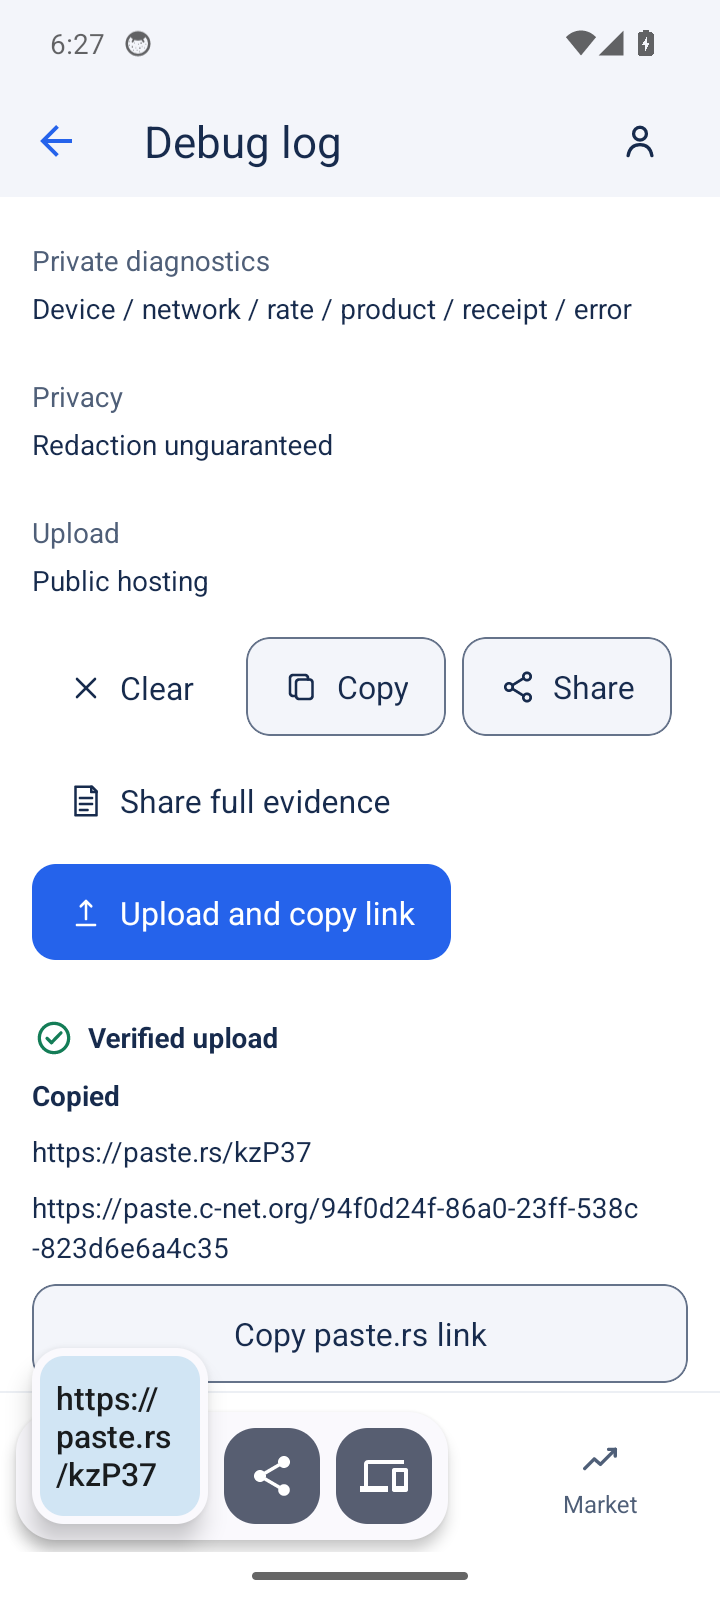 6:27
Debug log
Private diagnostics
Device / network / rate / product / receipt / error
Privacy
Redaction unguaranteed
Upload
Public hosting
Clear
Copy
Share
Share full evidence
Upload and copy link
Verified upload
Copied
https://paste.rs/kzP37
https://paste.c-net.org/94f0d24f-86a0-23ff-538c
-823d6e6a4c35
Copy paste.rs link
https://
paste.rs
/kzP37
Market